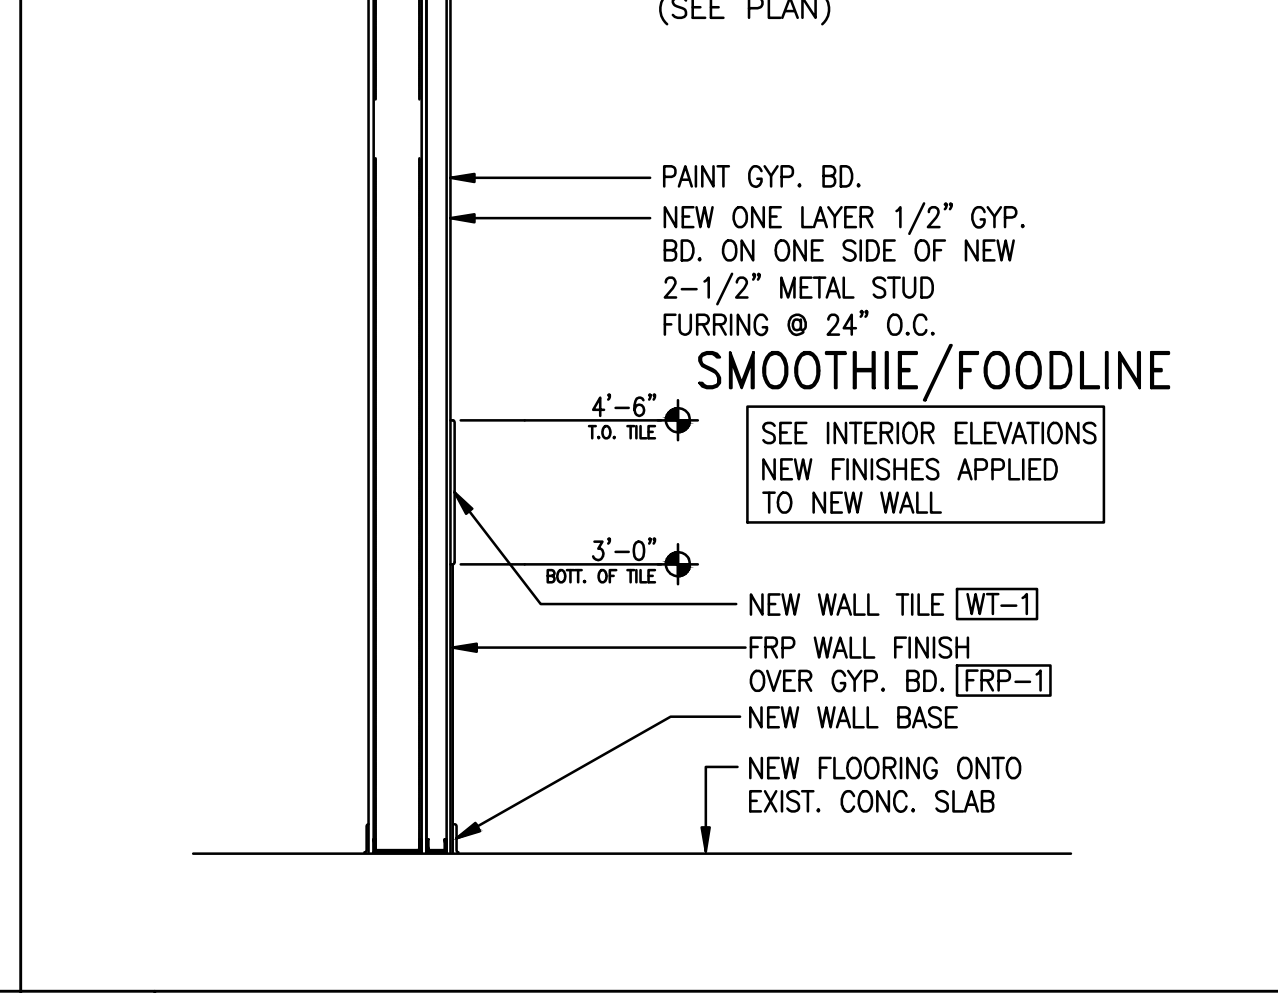 (SEE PLAN)
PAINT GYP. BD.
NEW ONE LAYER 1/2" GYP.
BD. ON ONE SIDE OF NEW
2-1/2" METAL STUD
FURRING @ 24" O.C.
SMOOTHIE/FOODLINE
4'-6"
T.O. TILE
SEE INTERIOR ELEVATIONS
NEW FINISHES APPLIED
TO NEW WALL
3'-0"
BOTT. OF TILE
NEW WALL TILE WT-1
FRP WALL FINISH
OVER GYP. BD. FRP-1
NEW WALL BASE
NEW FLOORING ONTO
EXIST. CONC. SLAB